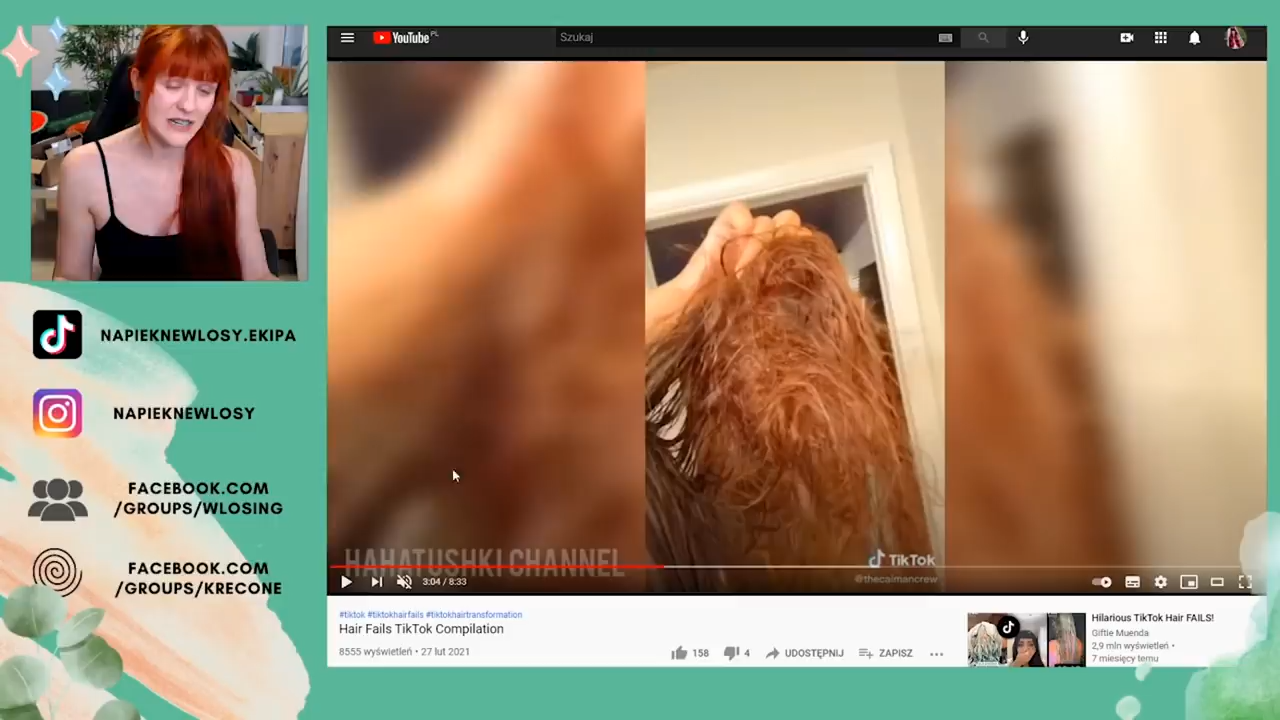 NAPIEKNEWLOSY.EKIPA
NAPIEKNEWLOSY
FACEBOOK.COM
/GROUPS/WLOSING
FACEBOOK.COM
/GROUPS/KRECONE
YouTube PL
Szukaj
HAHATUSHKI CHANNEL
TikTok
@thecaimancrew
3:04 / 8:33
#tiktok #tiktokhairfails #tiktokhairtransformation
Hair Fails TikTok Compilation
8555 wyświetleń • 27 lut 2021
158
4
UDOSTĘPNIJ
ZAPISZ
Hilarious TikTok Hair FAILS!
Giftie Muenda
2,9 mln wyświetleń •
7 miesięcy temu